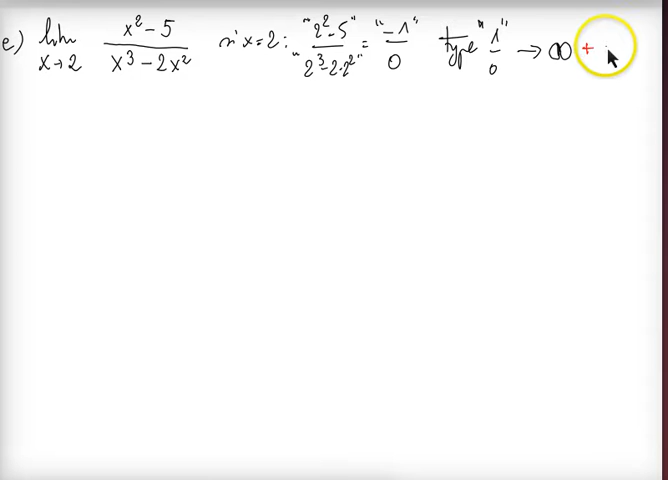 e) lim x→2 (x² - 5)/(x³ - 2x²) si x = 2 : "2² - 5"/"2³ - 2·2²" = "-1"/0 type "1"/0 → ∞ +